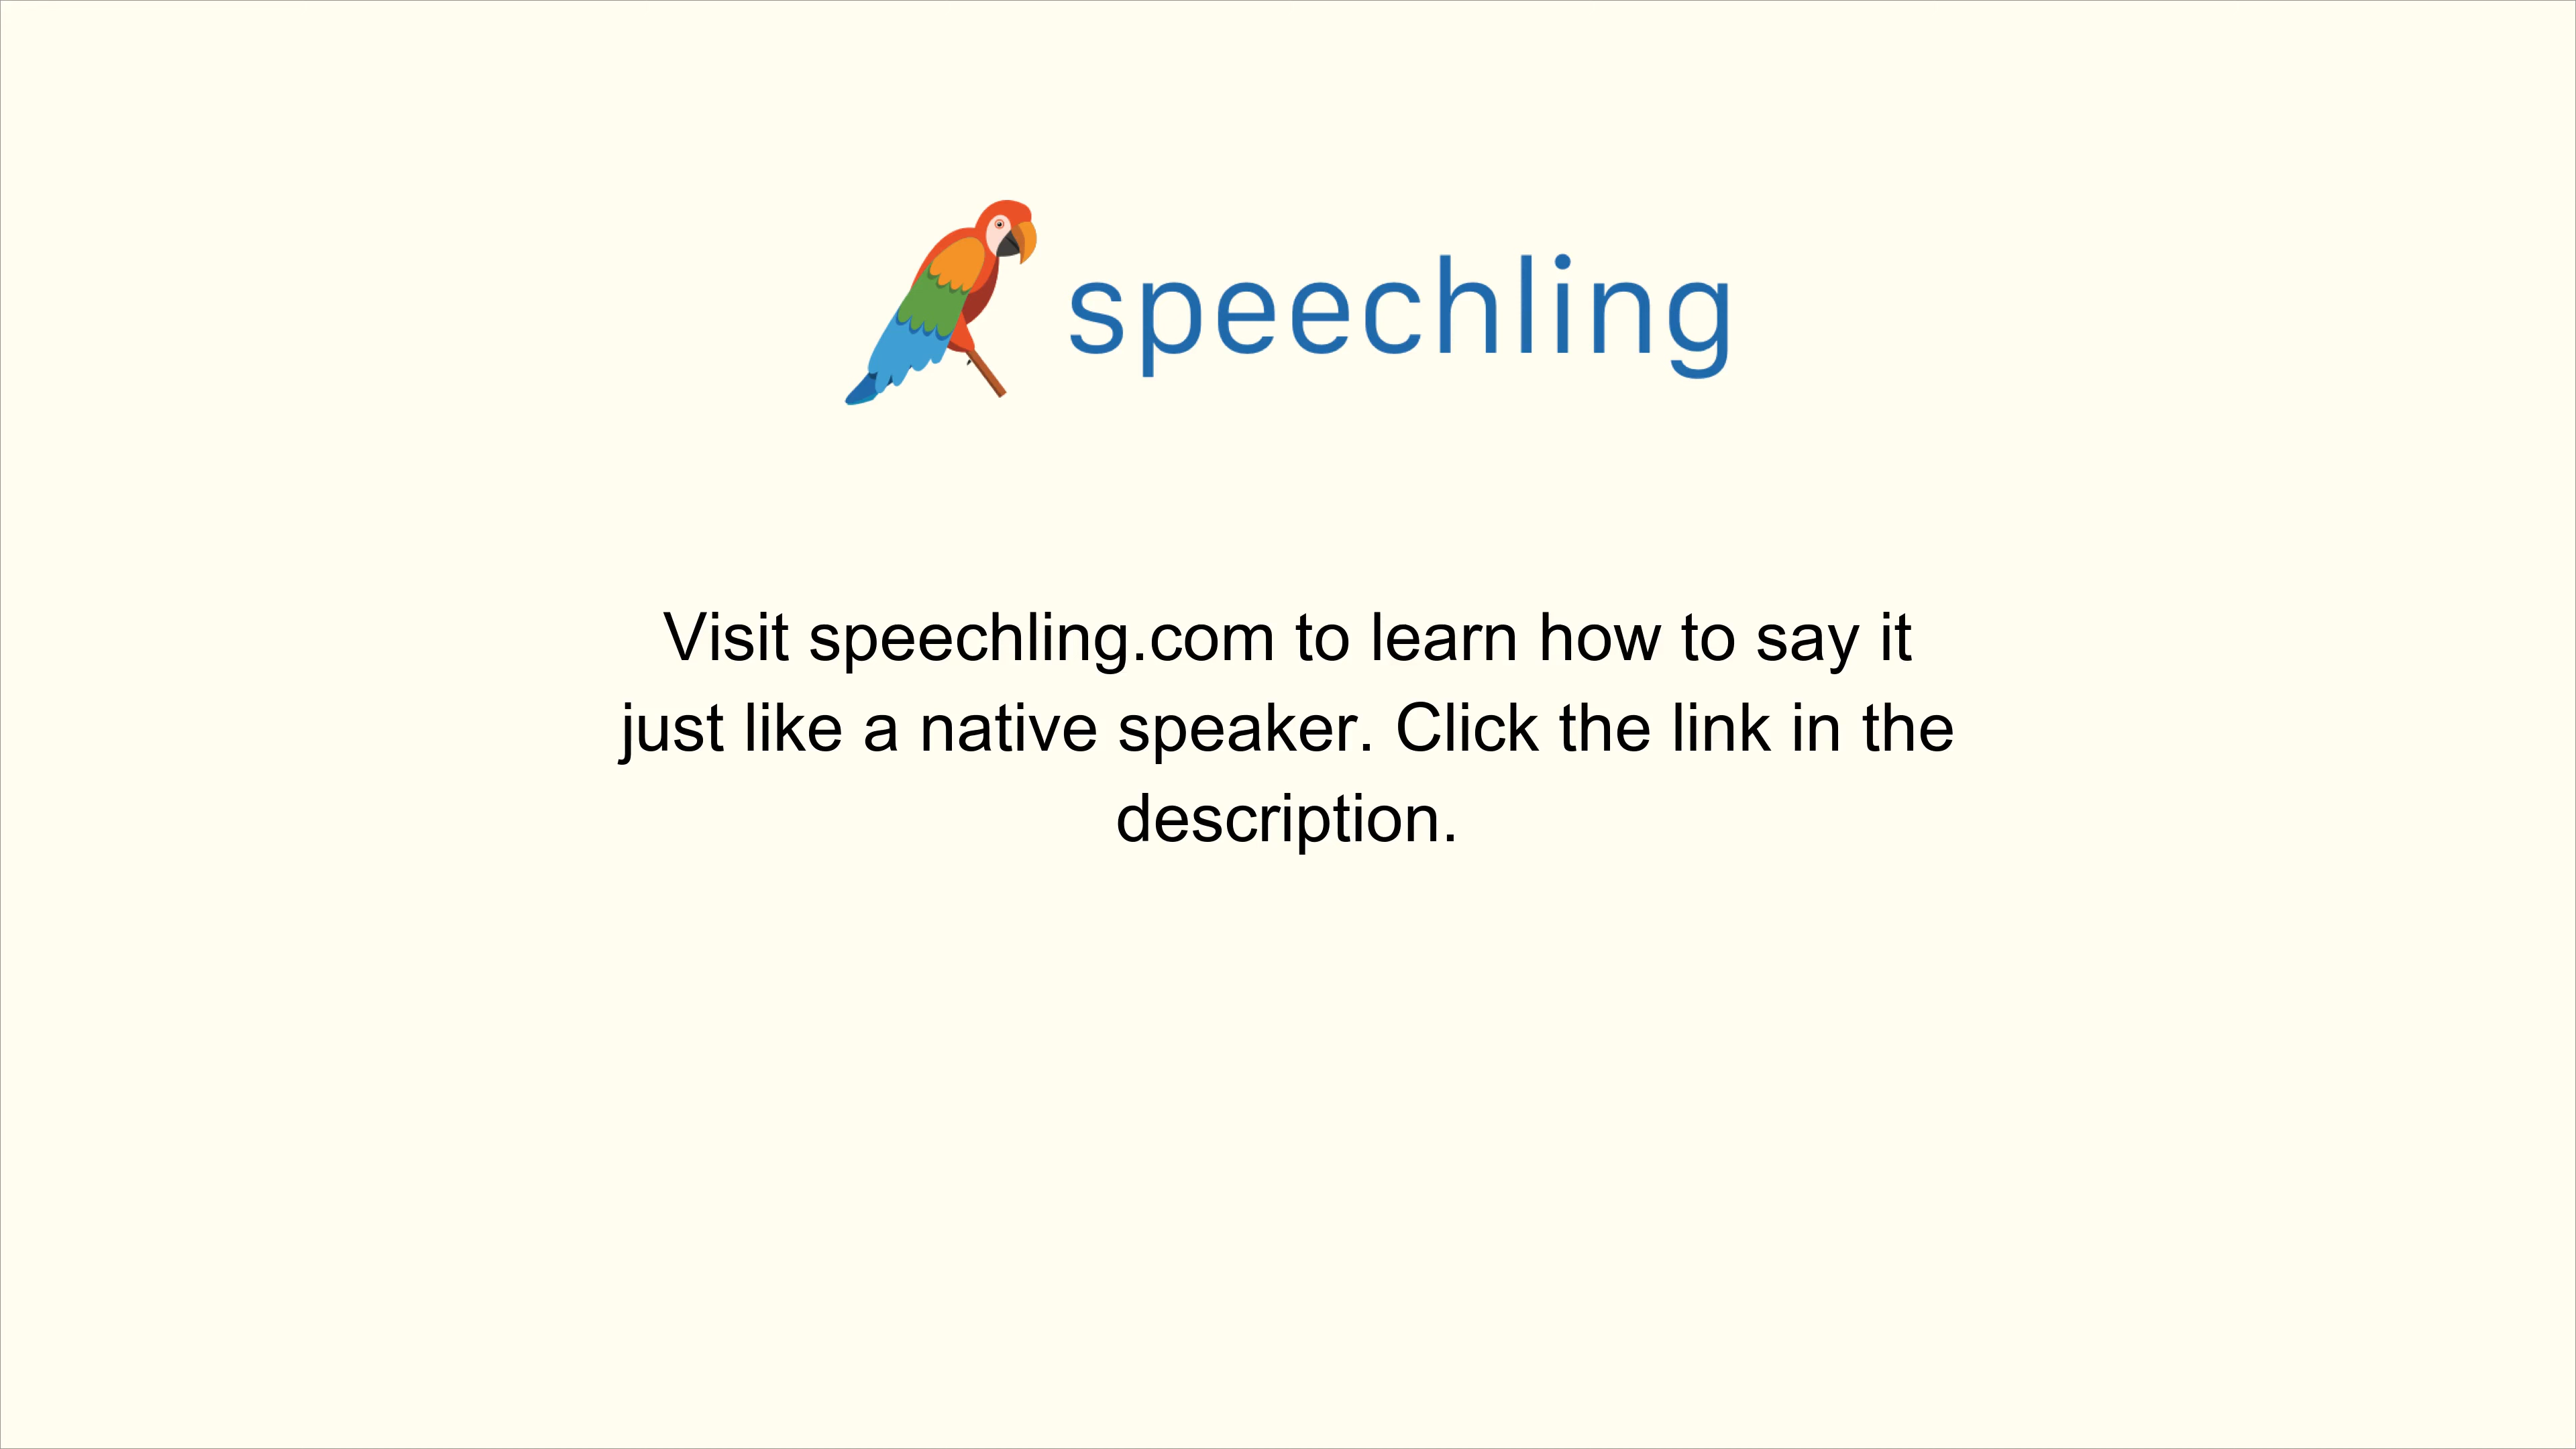 speechling
Visit speechling.com to learn how to say it
just like a native speaker. Click the link in the
description.